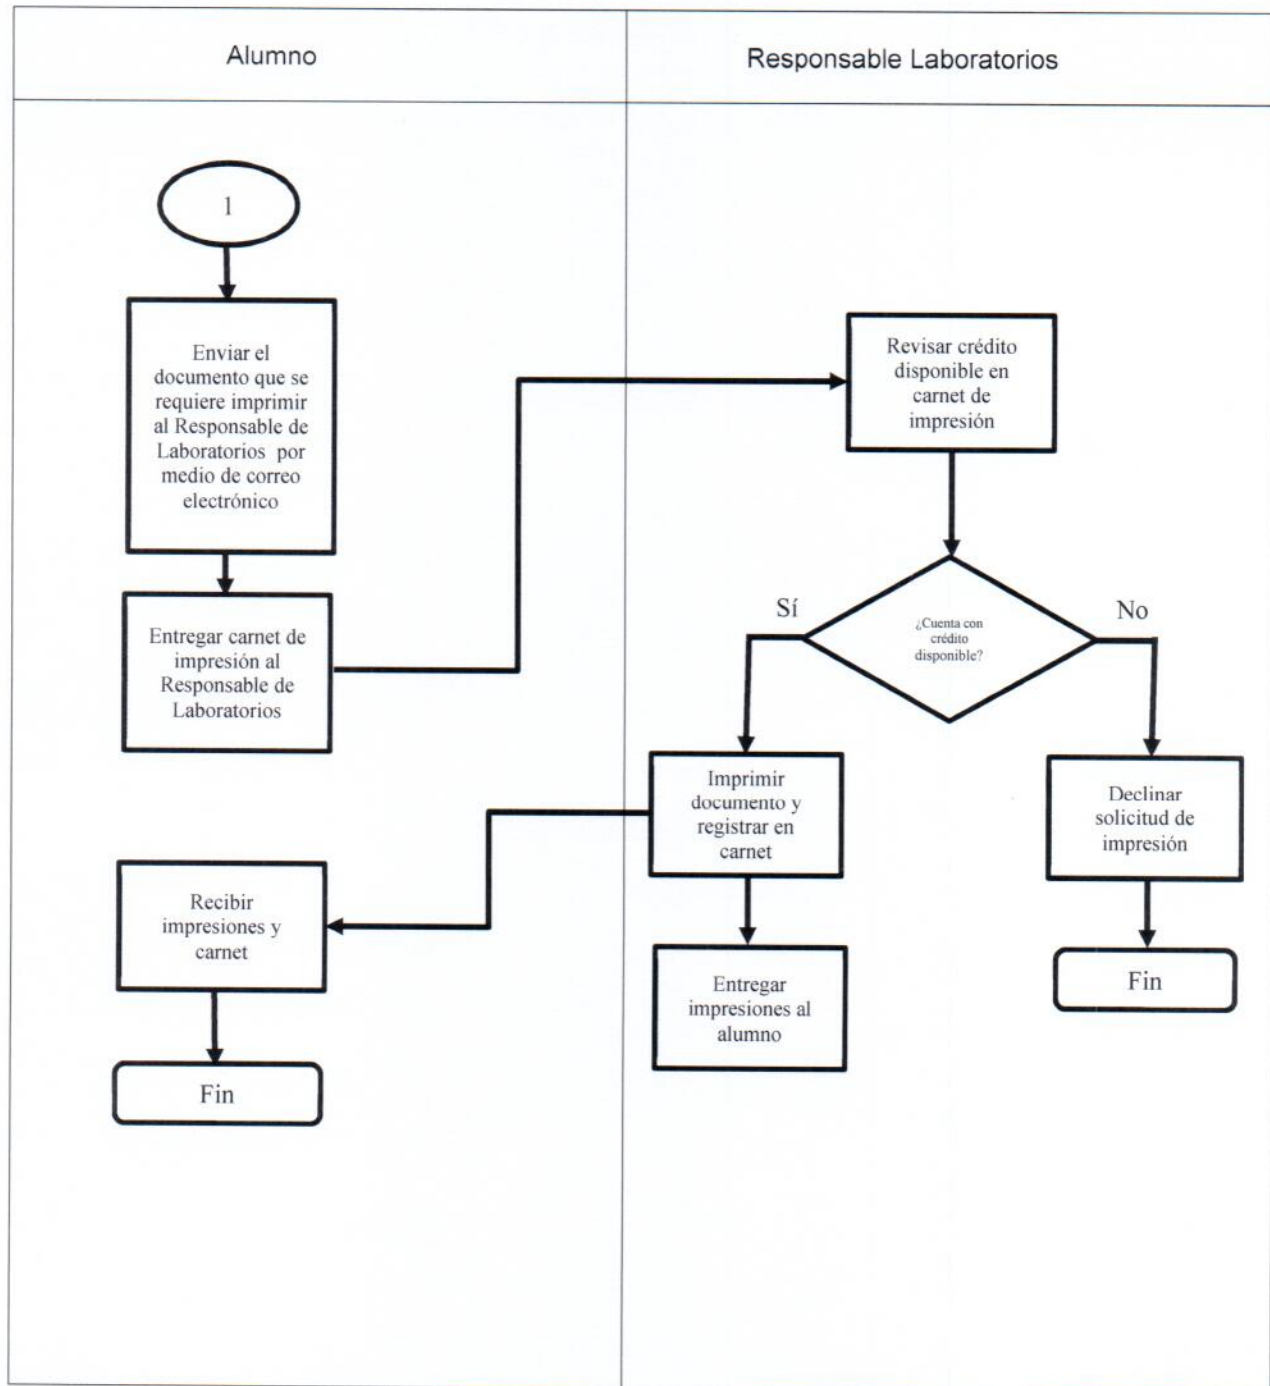 Alumno
Responsable Laboratorios
1
Enviar el
documento que se
requiere imprimir
al Responsable de
Laboratorios por
medio de correo
electrónico
Entregar carnet de
impresión al
Responsable de
Laboratorios
Revisar crédito
disponible en
carnet de
impresión
¿Cuenta con
crédito
disponible?
Sí
No
Imprimir
documento y
registrar en
carnet
Declinar
solicitud de
impresión
Fin
Entregar
impresiones al
alumno
Recibir
impresiones y
carnet
Fin